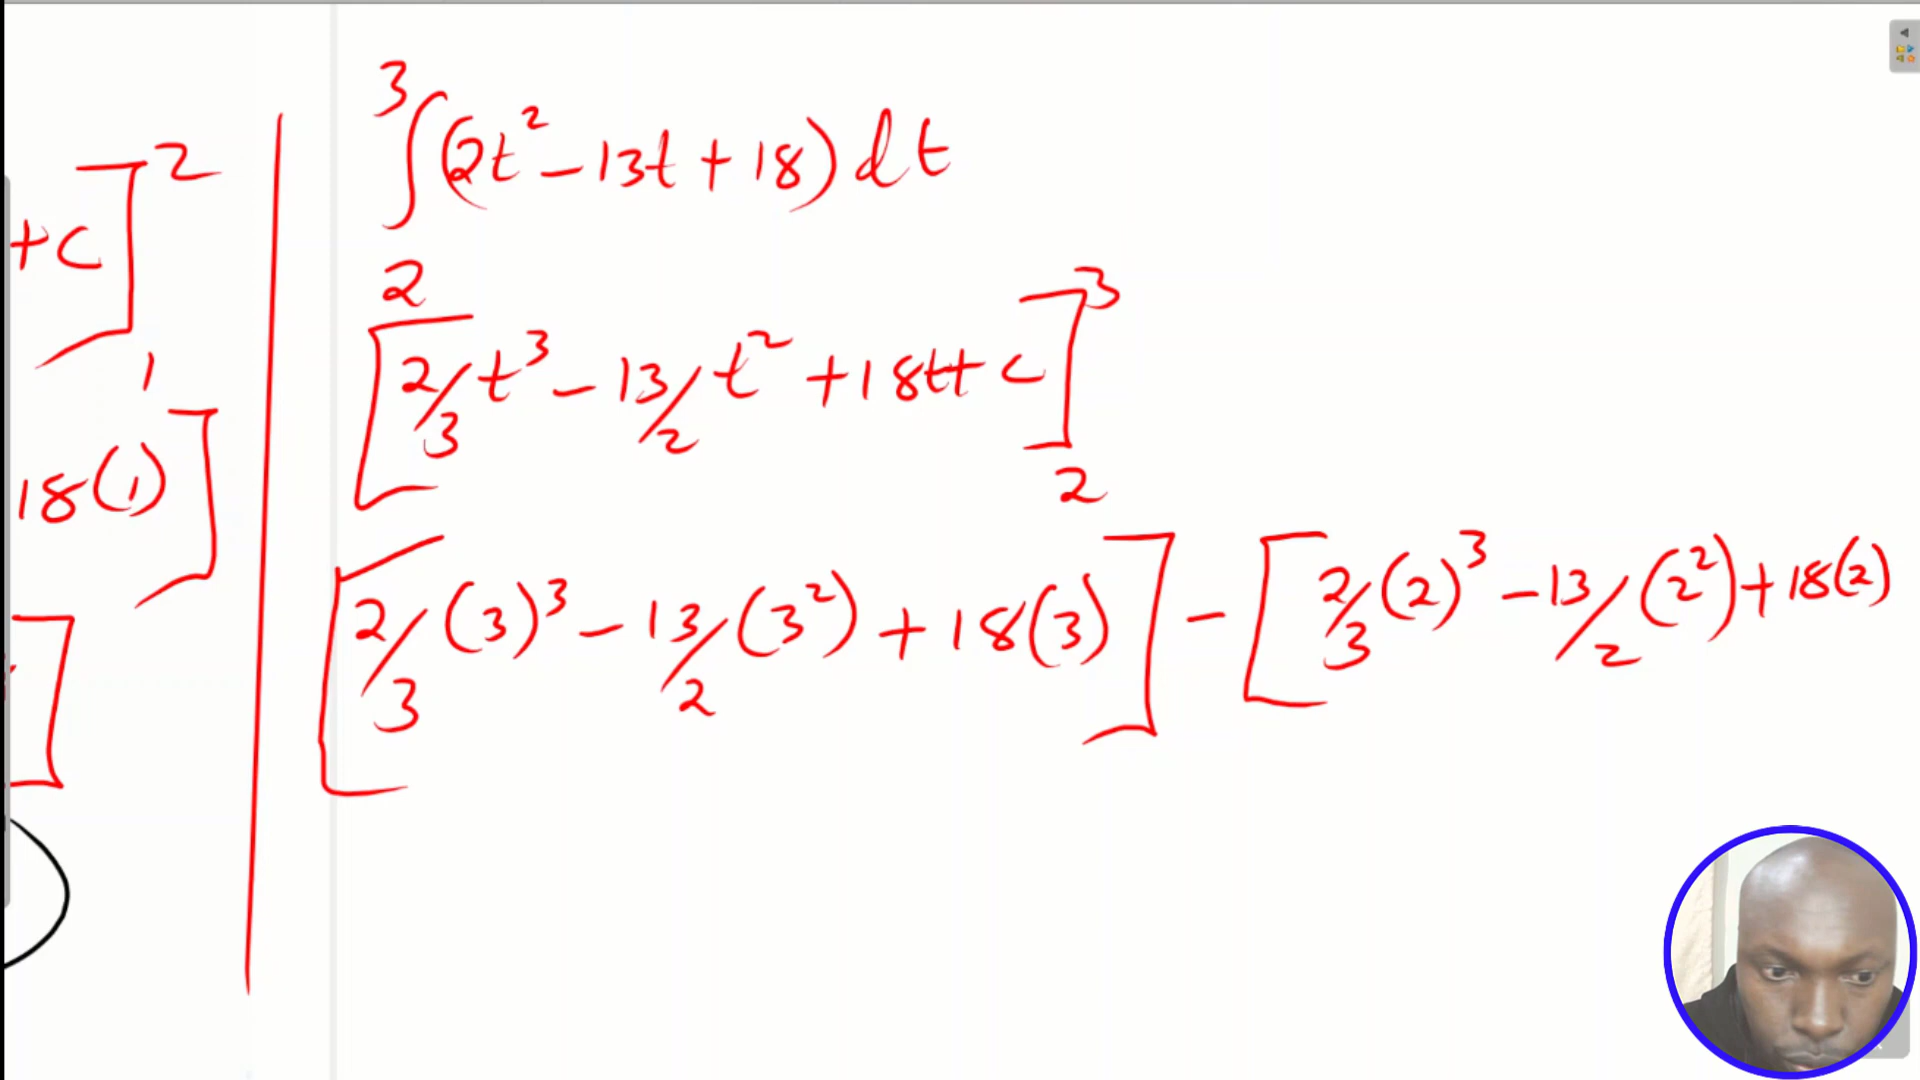 ]²
+c
1
18(1)]
]
³∫₂(2t² - 13t + 18) dt
[2/3 t³ - 13/2 t² + 18t + c]³₂
[2/3 (3)³ - 13/2 (3²) + 18(3)] - [2/3 (2)³ - 13/2 (2²) + 18(2)